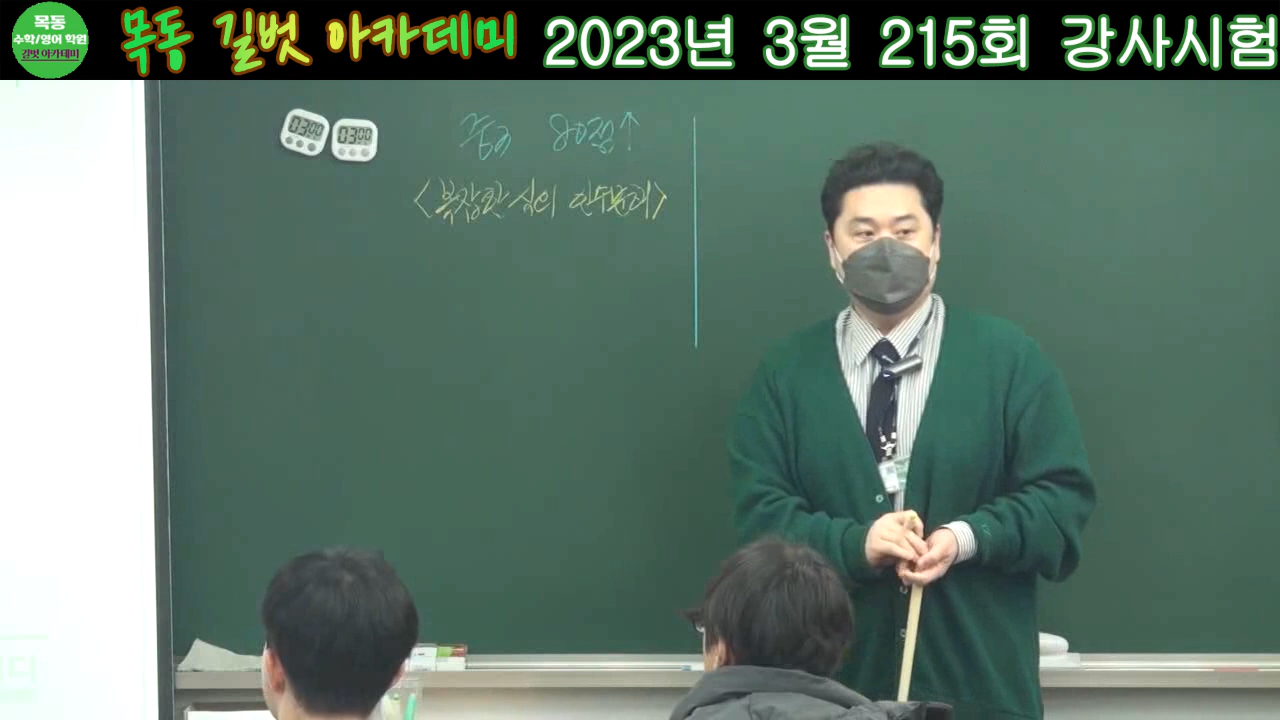 목동
수학/영어 학원
길벗 아카데미
목동 길벗 아카데미 2023년 3월 215회 강사시험
03:00 03:00
중3 80점↑
<복잡한 식의 인수분해>